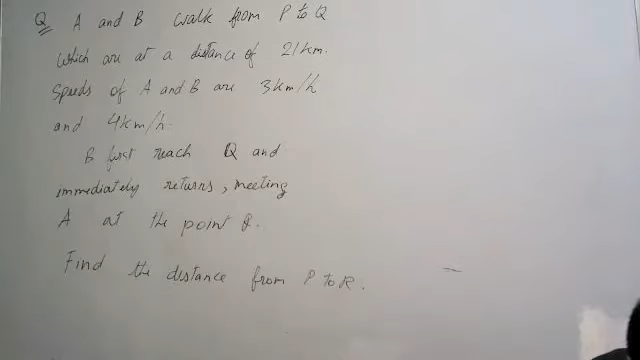 Q A and B walk from P to Q
which are at a distance of 21km.
Speeds of A and B are 3km/h
and 4km/h.
B first reach Q and
immediately returns, meeting
A at the point
Find the distance from P to R.